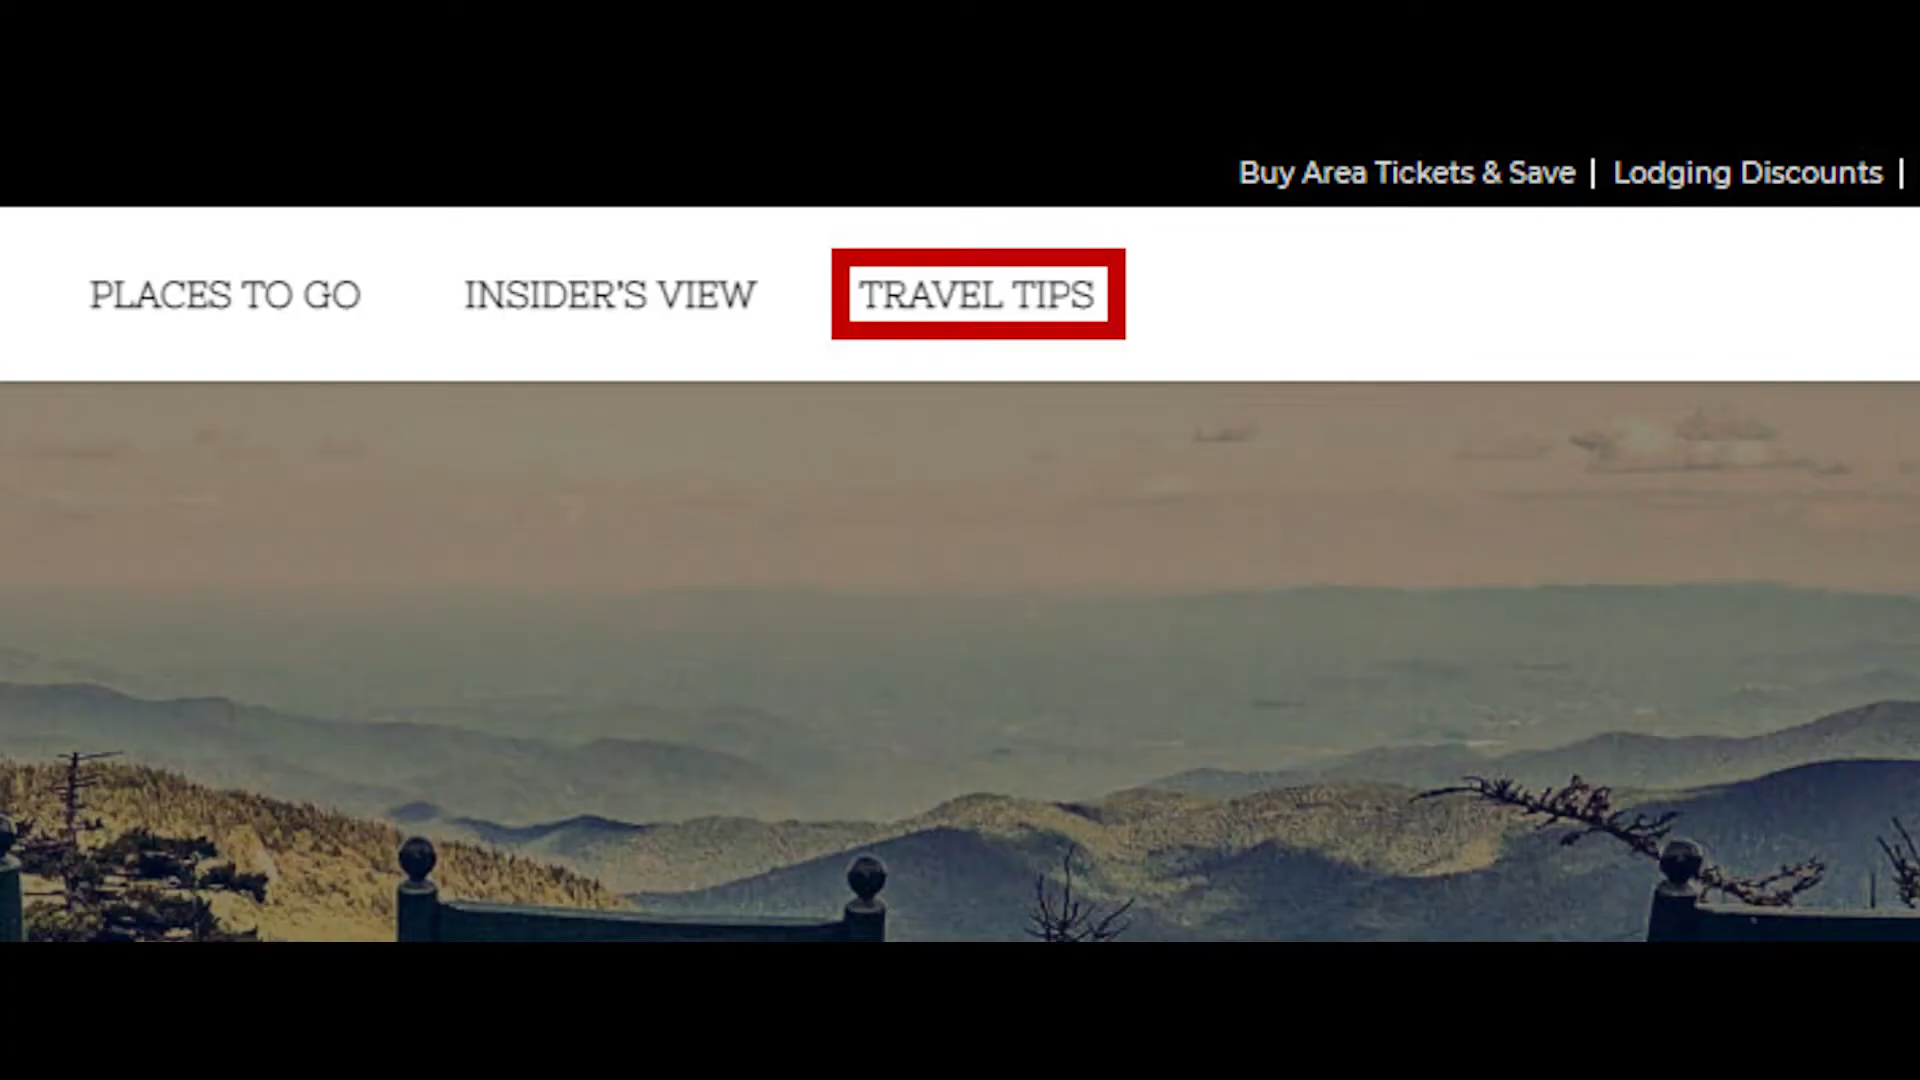 Buy Area Tickets & Save | Lodging Discounts |
PLACES TO GO INSIDER'S VIEW TRAVEL TIPS